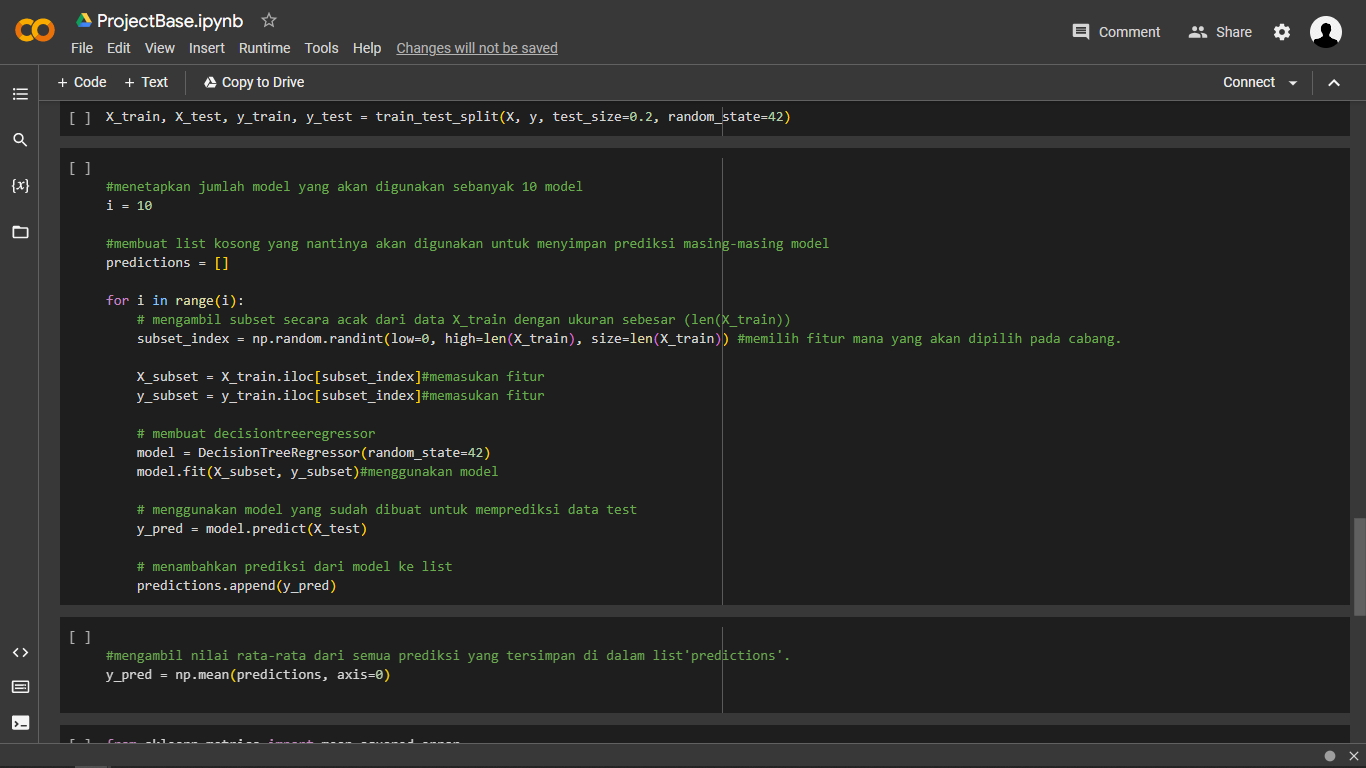 ProjectBase.ipynb
File Edit View Insert Runtime Tools Help Changes will not be saved
Comment Share
+ Code + Text Copy to Drive Connect
{x}
[ ] X_train, X_test, y_train, y_test = train_test_split(X, y, test_size=0.2, random_state=42)
[ ]
#menetapkan jumlah model yang akan digunakan sebanyak 10 model
i = 10
#membuat list kosong yang nantinya akan digunakan untuk menyimpan prediksi masing-masing model
predictions = []
for i in range(i):
# mengambil subset secara acak dari data X_train dengan ukuran sebesar (len(X_train))
subset_index = np.random.randint(low=0, high=len(X_train), size=len(X_train)) #memilih fitur mana yang akan dipilih pada cabang.
X_subset = X_train.iloc[subset_index]#memasukan fitur
y_subset = y_train.iloc[subset_index]#memasukan fitur
# membuat decisiontreeregressor
model = DecisionTreeRegressor(random_state=42)
model.fit(X_subset, y_subset)#menggunakan model
# menggunakan model yang sudah dibuat untuk memprediksi data test
y_pred = model.predict(X_test)
# menambahkan prediksi dari model ke list
predictions.append(y_pred)
[ ]
#mengambil nilai rata-rata dari semua prediksi yang tersimpan di dalam list'predictions'.
y_pred = np.mean(predictions, axis=0)